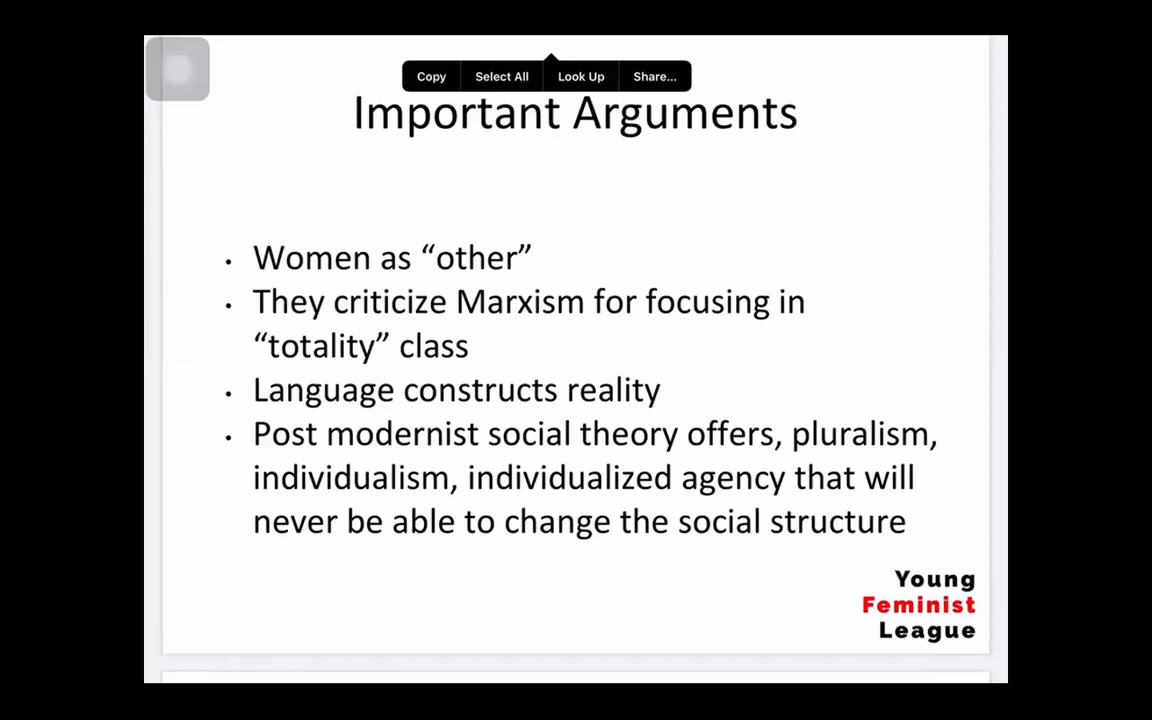 Copy Select All Look Up Share...
Important Arguments
• Women as “other”
• They criticize Marxism for focusing in
“totality” class
• Language constructs reality
• Post modernist social theory offers, pluralism,
individualism, individualized agency that will
never be able to change the social structure
Young
Feminist
League